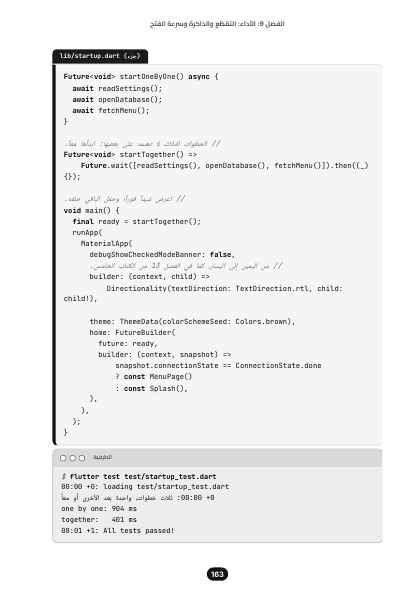 الفصل 9: الأداء: التقطّع والذاكرة وسرعة الفتح
lib/startup.dart (جزء)
Future<void> startOneByOne() async {
  await readSettings();
  await openDatabase();
  await fetchMenu();
}
// الخطوات الثلاث لا تعتمد على بعضها: ابدأها معاً.
Future<void> startTogether() =>
    Future.wait([readSettings(), openDatabase(), fetchMenu()]).then((_)
{});
// اعرض شيئاً فوراً، وحمّل الباقي خلفه.
void main() {
  final ready = startTogether();
  runApp(
    MaterialApp(
      debugShowCheckedModeBanner: false,
      // من اليمين إلى اليسار، كما في الفصل 13 من الكتاب الخامس.
      builder: (context, child) =>
          Directionality(textDirection: TextDirection.rtl, child:
child!),
      theme: ThemeData(colorSchemeSeed: Colors.brown),
      home: FutureBuilder(
        future: ready,
        builder: (context, snapshot) =>
            snapshot.connectionState == ConnectionState.done
            ? const MenuPage()
            : const Splash(),
      ),
    ),
  );
}
الطرفية
$ flutter test test/startup_test.dart
00:00 +0: loading test/startup_test.dart
00:00 +0: ثلاث خطوات، واحدة بعد الأخرى أو معاً
one by one: 904 ms
together:   401 ms
00:01 +1: All tests passed!
163